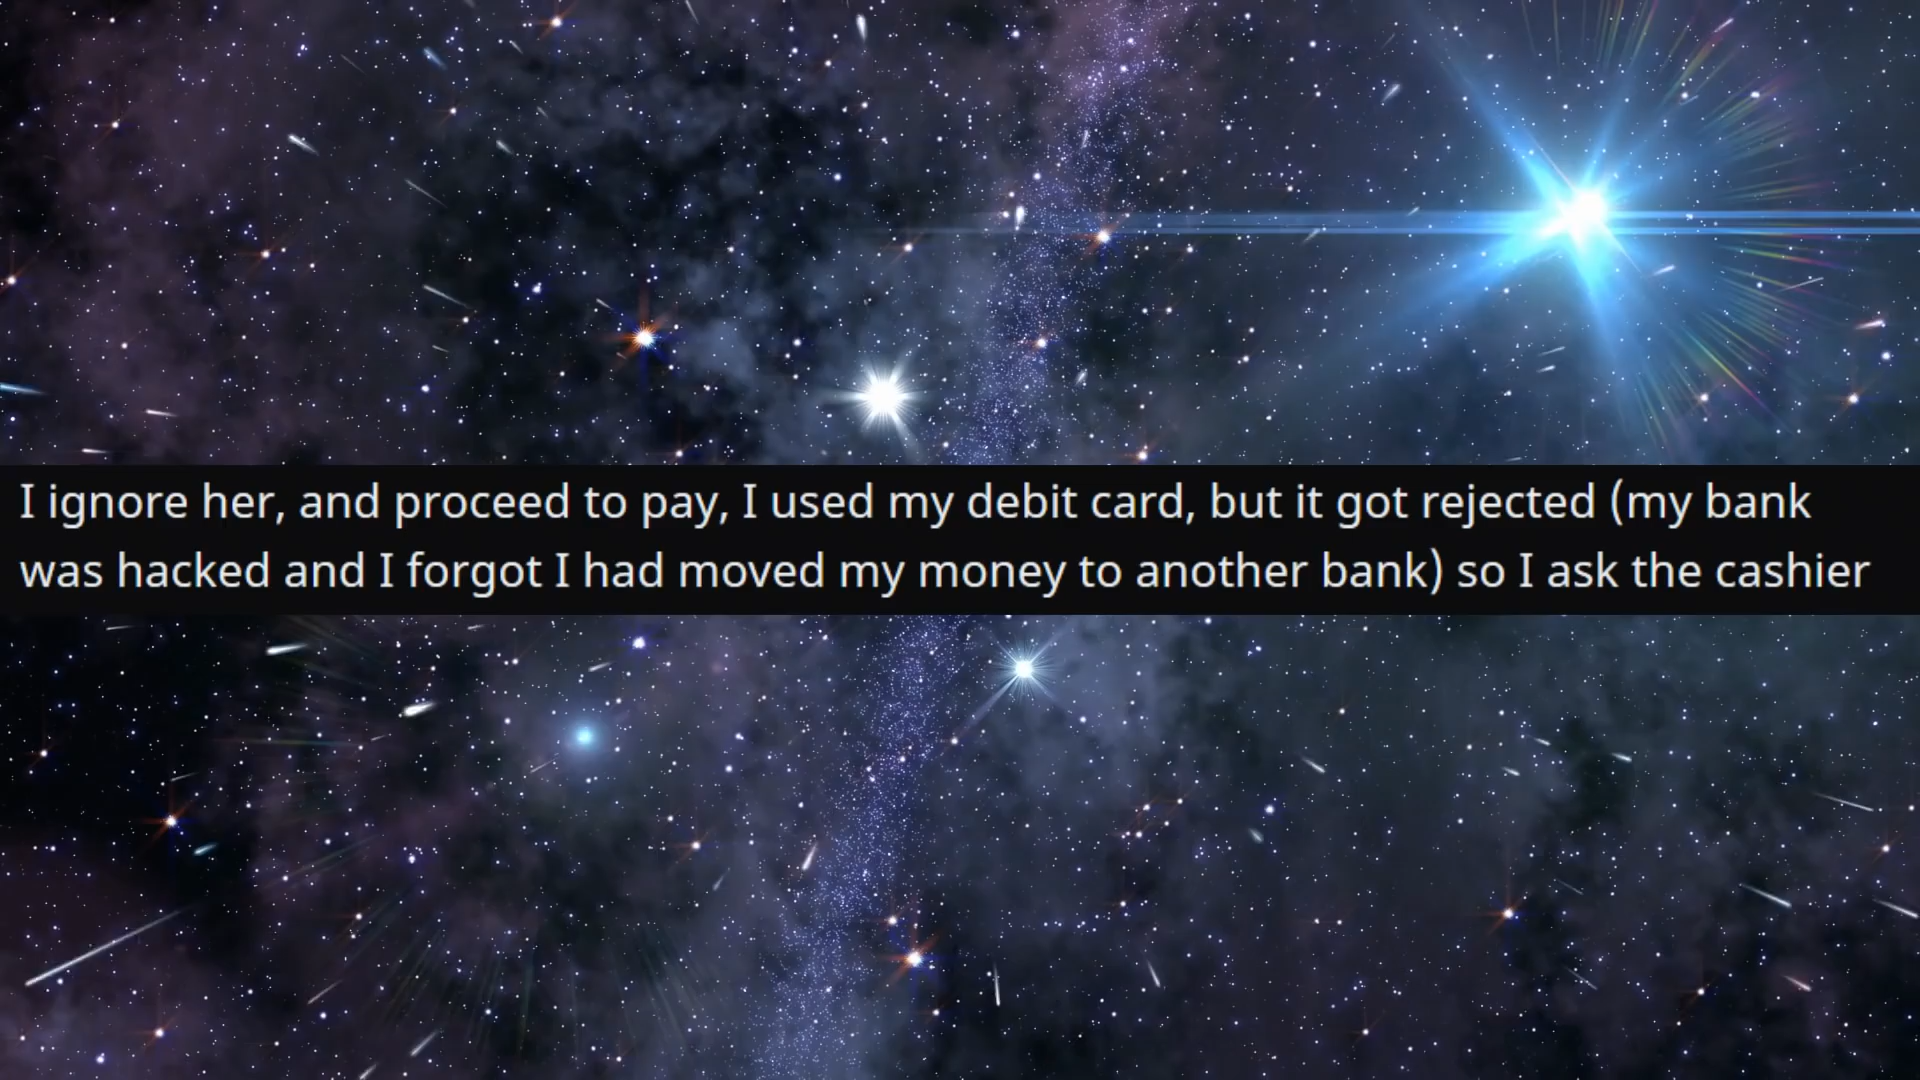 I ignore her, and proceed to pay, I used my debit card, but it got rejected (my bank
was hacked and I forgot I had moved my money to another bank) so I ask the cashier